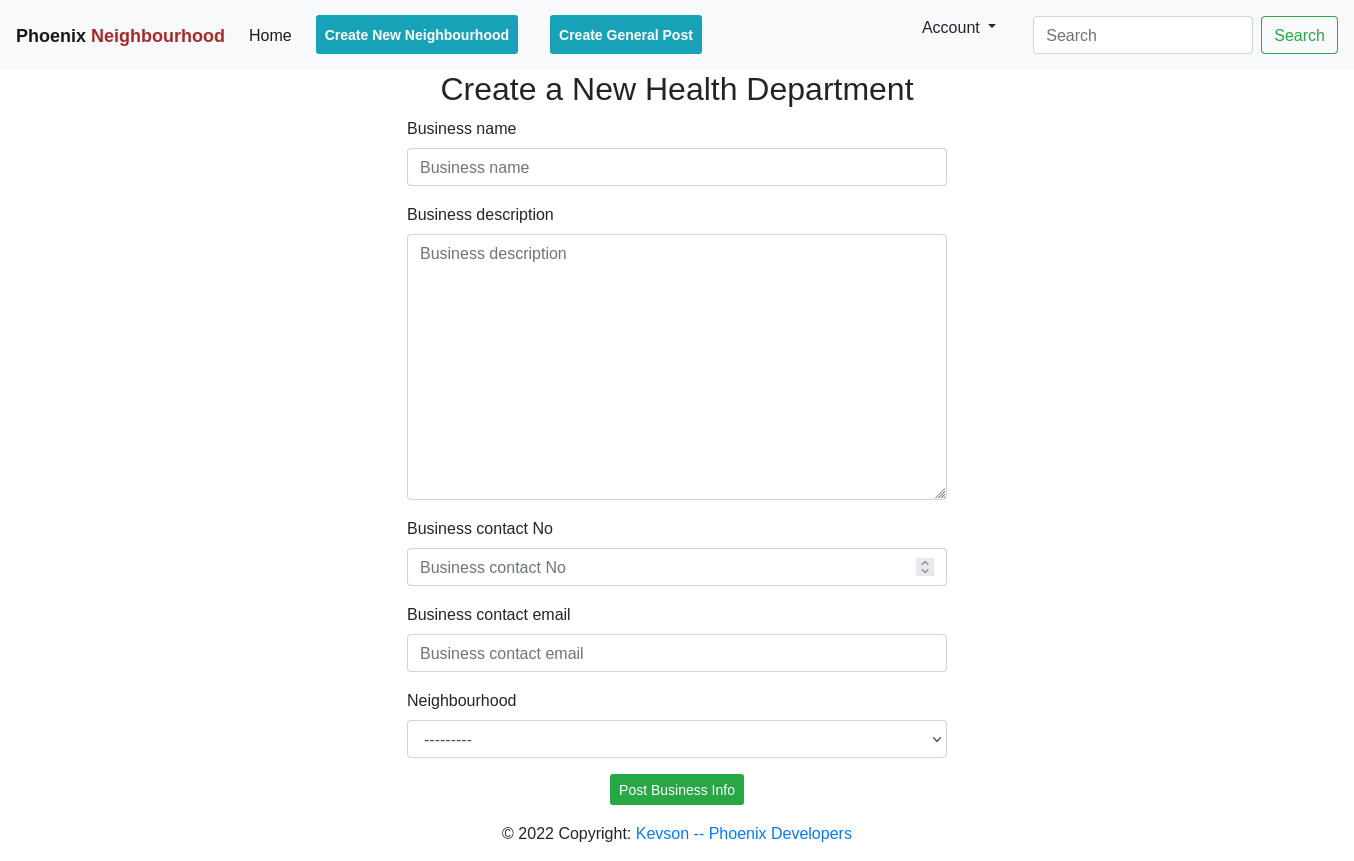 Phoenix Neighbourhood Home Create New Neighbourhood Create General Post Account Search Search
Create a New Health Department
Business name
Business name
Business description
Business description
Business contact No
Business contact No
Business contact email
Business contact email
Neighbourhood
---------
Post Business Info
© 2022 Copyright: Kevson -- Phoenix Developers